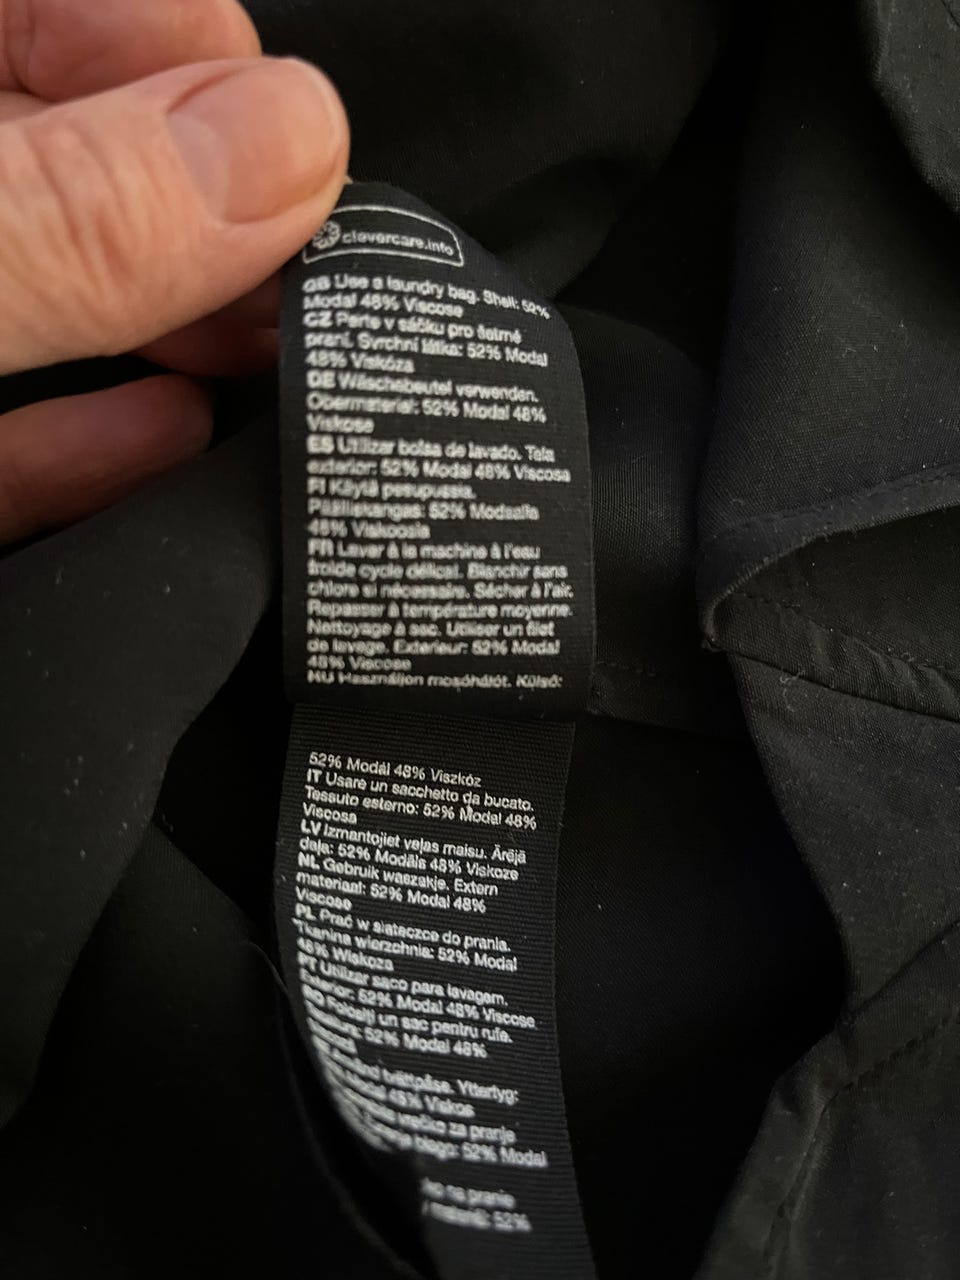 clevercare.info
GB Use a laundry bag. Shell: 52%
Modal 48% Viscose
CZ Perte v sáčku pro šetrné
praní. Svrchní látka: 52% Modal
48% Viskóza
DE Wäschebeutel verwenden.
Obermaterial: 52% Modal 48%
Viskose
ES Utilizar bolsa de lavado. Tela
exterior: 52% Modal 48% Viscosa
FI Käytä pesupussia.
Päälliskangas: 52% Modaalia
48% Viskoosia
FR Laver à la machine à l'eau
froide cycle délicat. Blanchir sans
chlore si nécessaire. Sécher à l'air.
Repasser à température moyenne.
Nettoyage à sec. Utiliser un filet
de lavage. Extérieur: 52% Modal
48% Viscose
HU Használjon mosóhálót. Külső:
52% Modál 48% Viszkóz
IT Usare un sacchetto da bucato.
Tessuto esterno: 52% Modal 48%
Viscosa
LV Izmantojiet veļas maisu. Ārējā
daļa: 52% Modāls 48% Viskoze
NL Gebruik waszakje. Extern
materiaal: 52% Modal 48%
Viscose
PL Prać w siateczce do prania.
Tkanina wierzchnia: 52% Modal
48% Wiskoza
PT Utilizar saco para lavagem.
Exterior: 52% Modal 48% Viscose
RO Folosiți un sac pentru rufe.
52% Modal 48%
tvättpåse. Yttertyg:
Modal 48% Viskos
vrečko za pranje
blago: 52% Modal
na pranie
52%